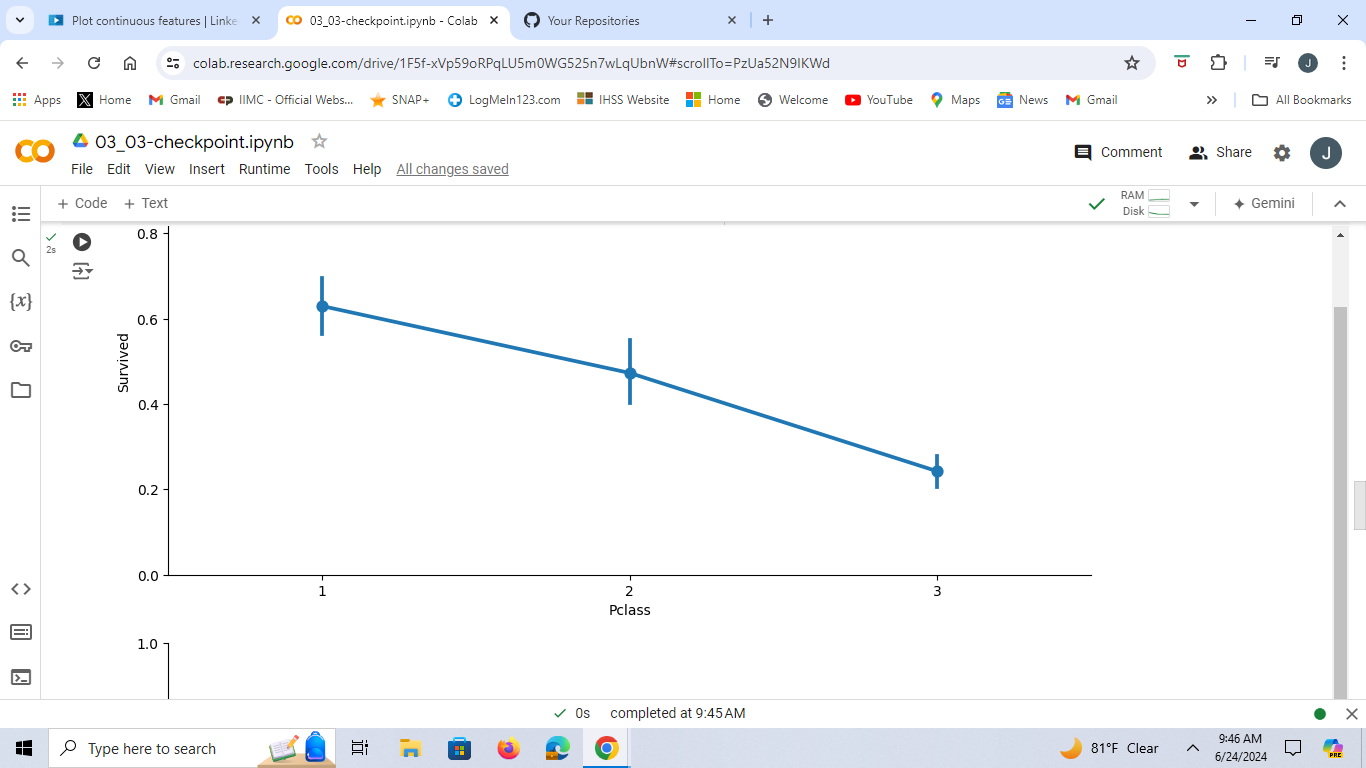 Plot continuous features | Linke
03_03-checkpoint.ipynb - Colab
Your Repositories
colab.research.google.com/drive/1F5f-xVp59oRPqLU5m0WG525n7wLqUbnW#scrollTo=PzUa52N9IKWd
J
Apps
Home
Gmail
IIMC - Official Webs...
SNAP+
LogMeIn123.com
IHSS Website
Home
Welcome
YouTube
Maps
News
Gmail
All Bookmarks
03_03-checkpoint.ipynb
File Edit View Insert Runtime Tools Help All changes saved
Comment
Share
J
+ Code + Text
RAM
Disk
Gemini
2s
{x}
0.8
0.6
0.4
0.2
0.0
Survived
1 2 3
Pclass
1.0
0s completed at 9:45 AM
Type here to search
81°F Clear
9:46 AM
6/24/2024
PRE